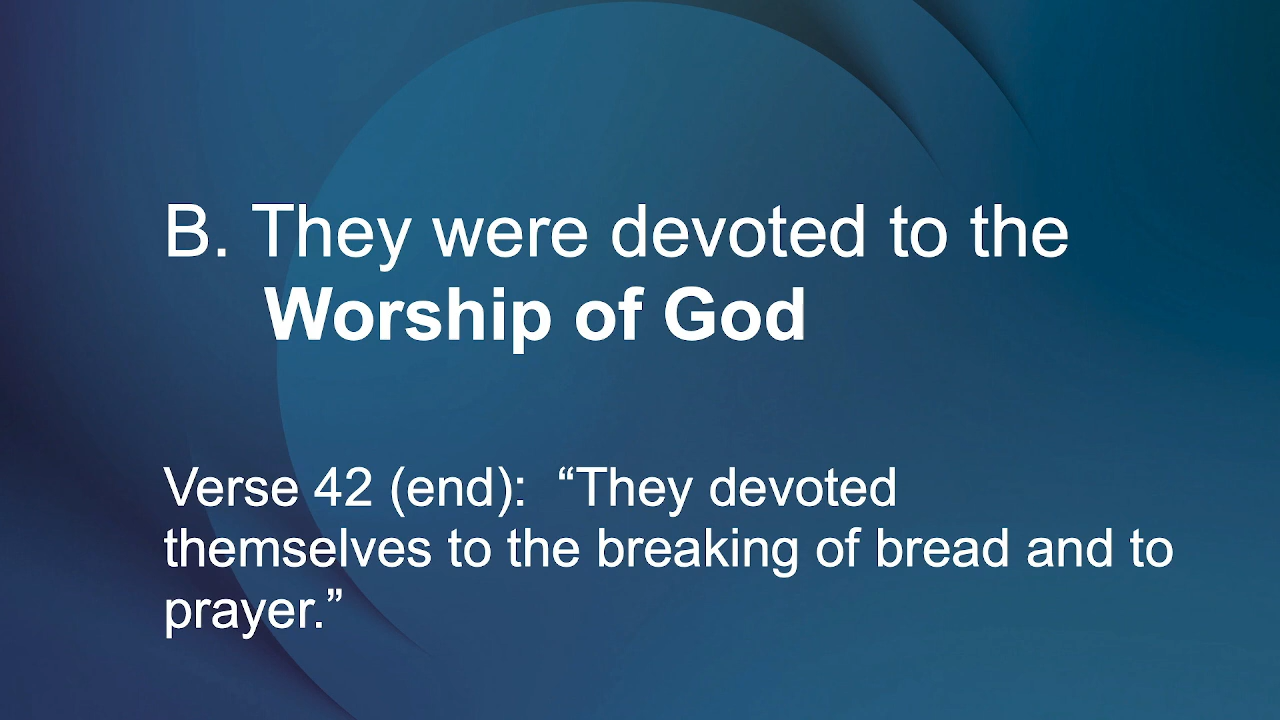 B. They were devoted to the
Worship of God
Verse 42 (end):  “They devoted
themselves to the breaking of bread and to
prayer.”